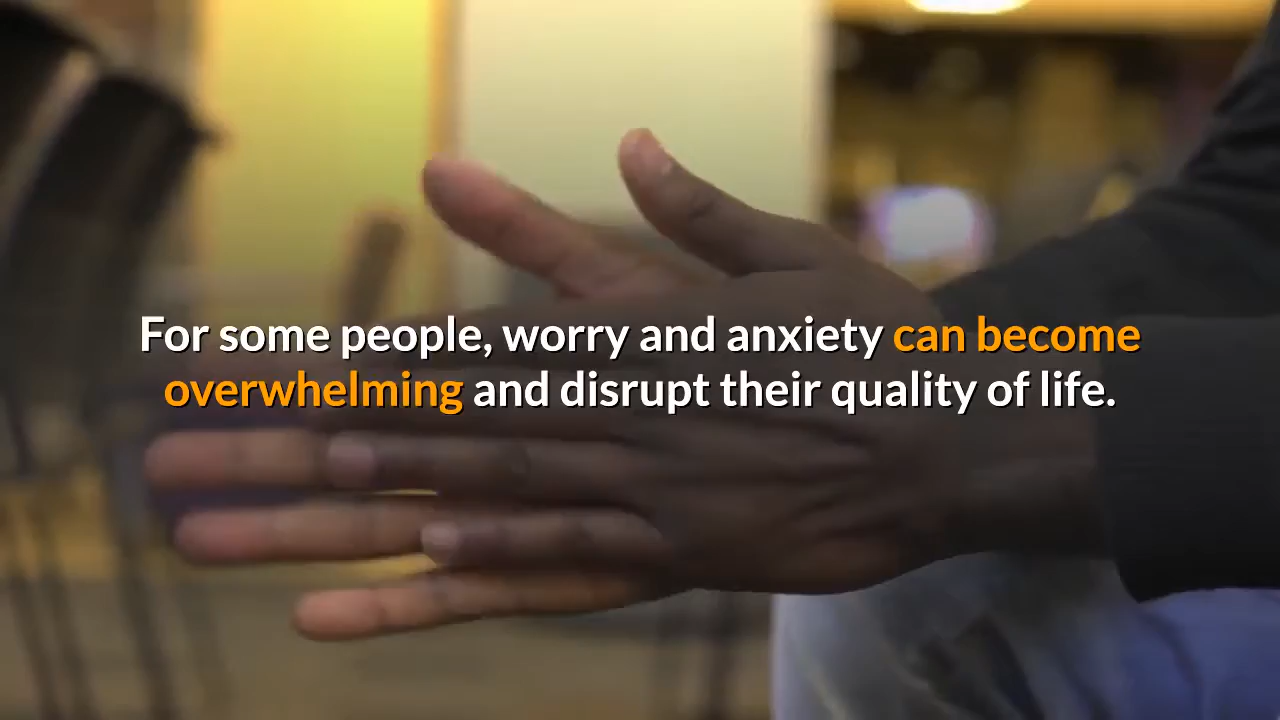 For some people, worry and anxiety can become
overwhelming and disrupt their quality of life.